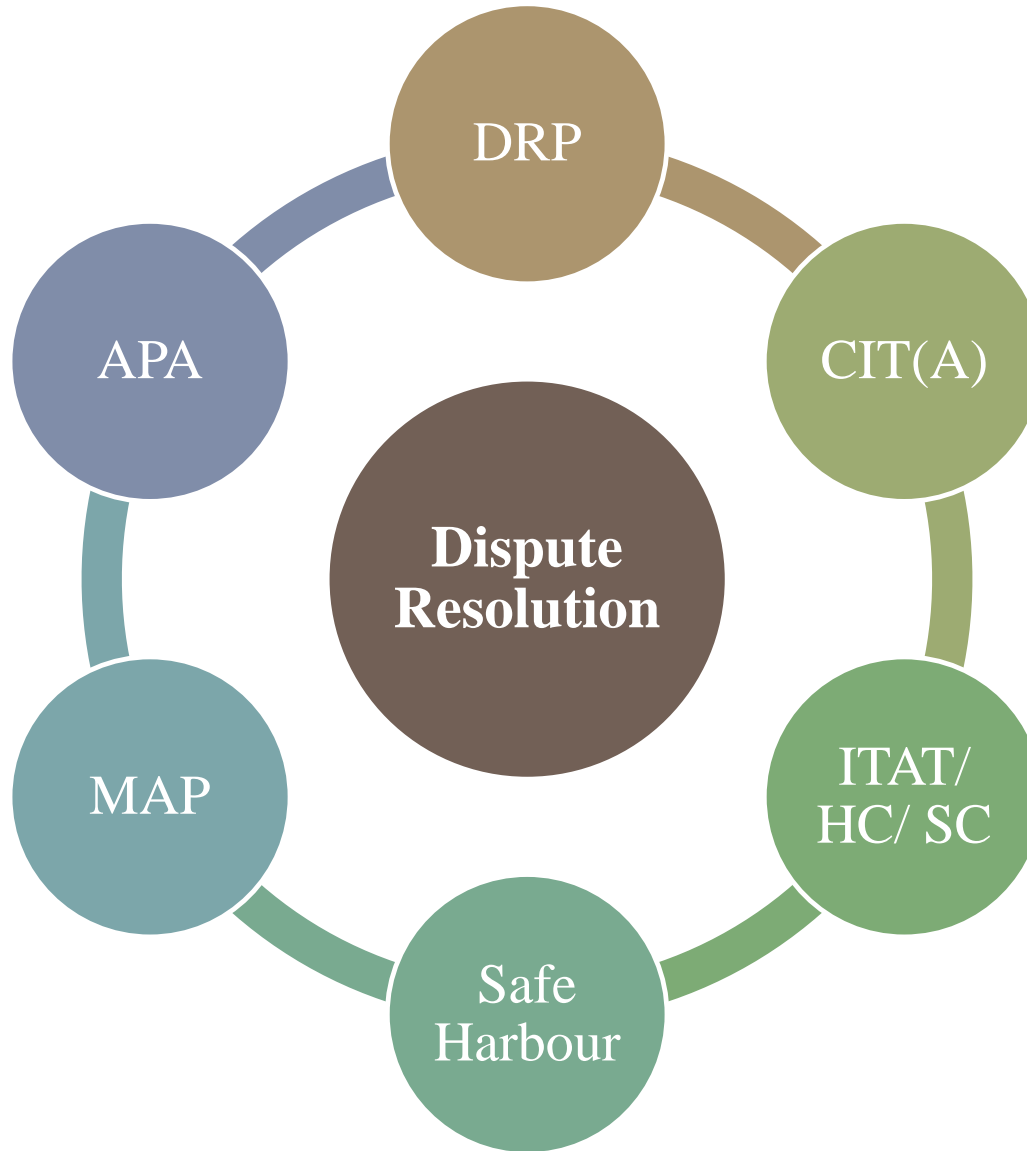 DRP
CIT(A)
ITAT/
HC/ SC
Safe
Harbour
MAP
APA
Dispute
Resolution